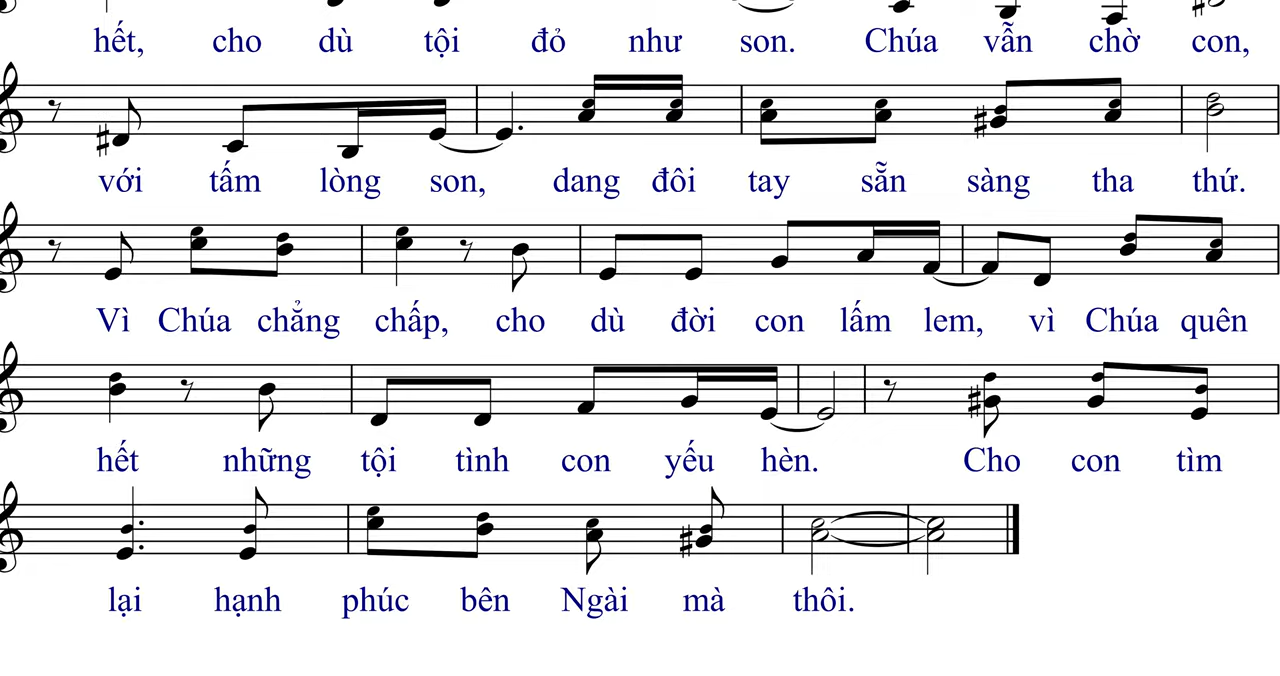 hết, cho dù tội đỏ như son. Chúa vẫn chờ con,
với tấm lòng son, dang đôi tay sẵn sàng tha thứ.
Vì Chúa chẳng chấp, cho dù đời con lấm lem, vì Chúa quên
hết những tội tình con yếu hèn. Cho con tìm
lại hạnh phúc bên Ngài mà thôi.